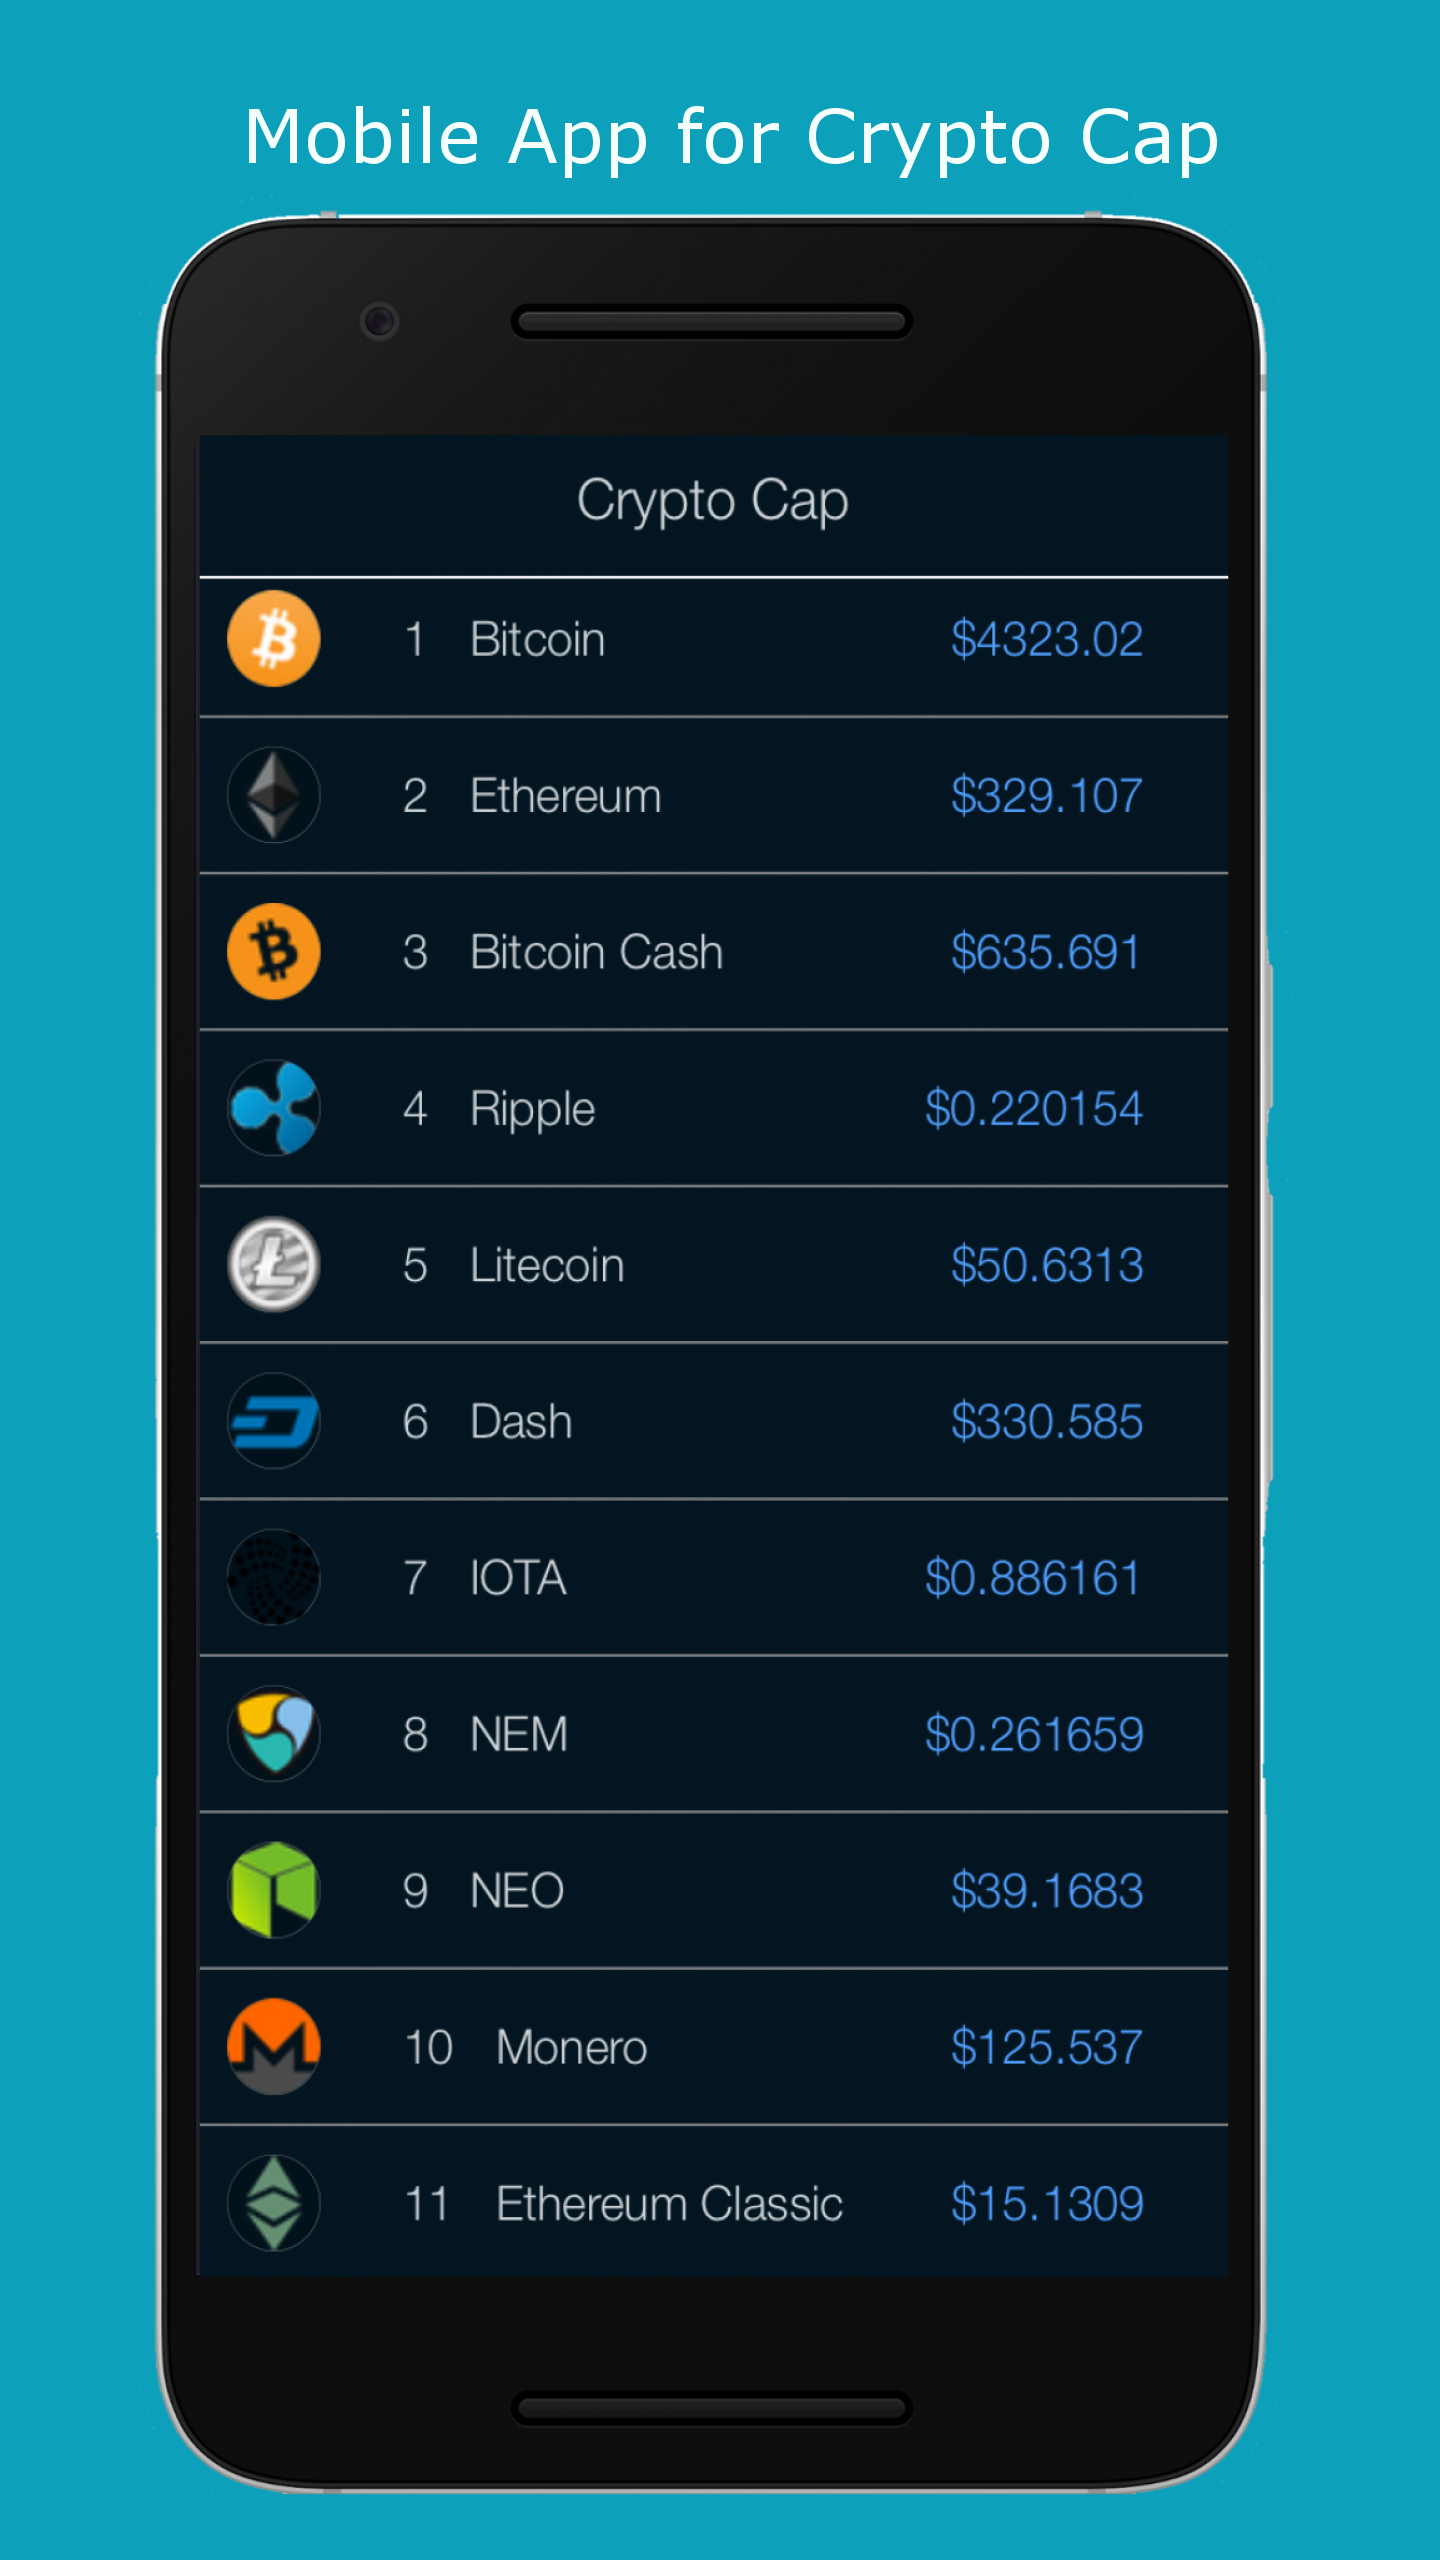 Mobile App for Crypto Cap
Crypto Cap
1 Bitcoin $4323.02
2 Ethereum $329.107
3 Bitcoin Cash $635.691
4 Ripple $0.220154
5 Litecoin $50.6313
6 Dash $330.585
7 IOTA $0.886161
8 NEM $0.261659
9 NEO $39.1683
10 Monero $125.537
11 Ethereum Classic $15.1309